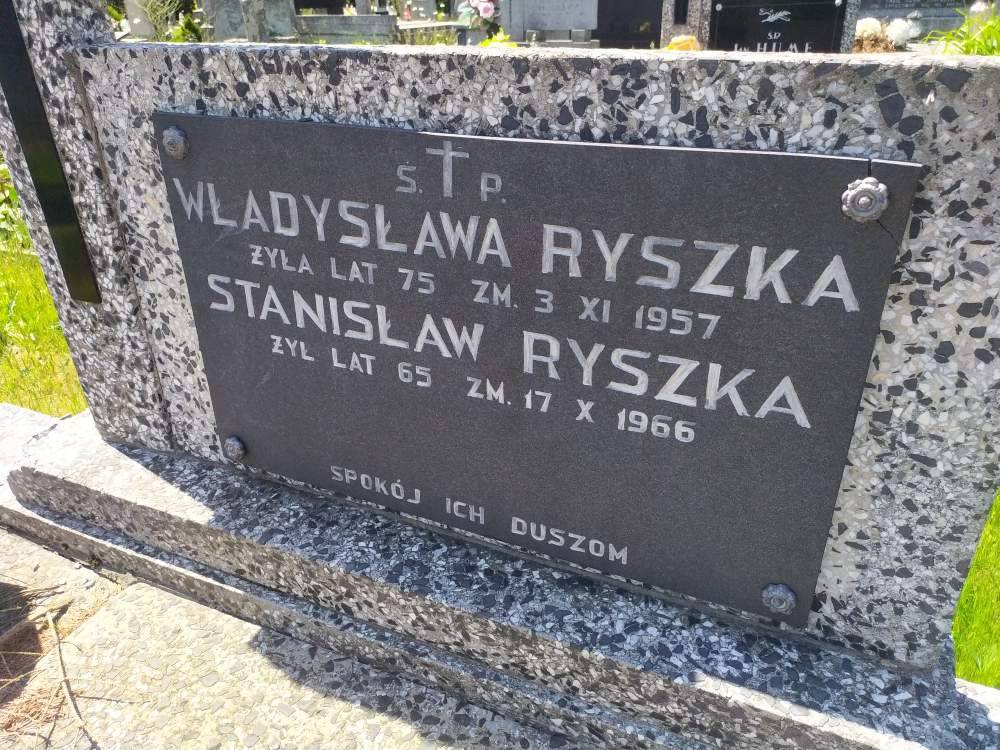 Ś.P.
HUMF
Ś. † P.
WŁADYSŁAWA RYSZKA
ŻYŁA LAT 75 ZM. 3 XI 1957
STANISŁAW RYSZKA
ŻYŁ LAT 65 ZM. 17 X 1966
SPOKÓJ ICH DUSZOM